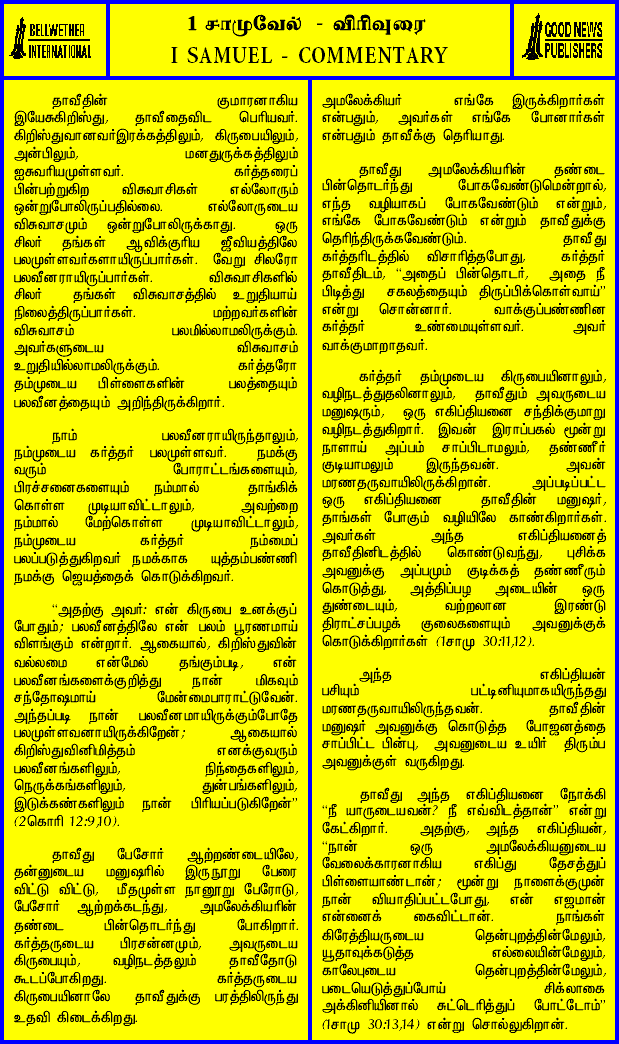 BELLWETHER
INTERNATIONAL
1 சாமுவேல் - விரிவுரை
I SAMUEL - COMMENTARY
GOOD NEWS
PUBLISHERS
தாவீதின் குமாரனாகிய
இயேசுகிறிஸ்து, தாவீதைவிட பெரியவர்.
கிறிஸ்துவானவர்இரக்கத்திலும், கிருபையிலும்,
அன்பிலும், மனதுருக்கத்திலும்
ஐசுவரியமுள்ளவர். கர்த்தரைப்
பின்பற்றுகிற விசுவாசிகள் எல்லோரும்
ஒன்றுபோலிருப்பதில்லை. எல்லோருடைய
விசுவாசமும் ஒன்றுபோலிருக்காது. ஒரு
சிலர் தங்கள் ஆவிக்குரிய ஜீவியத்திலே
பலமுள்ளவர்களாயிருப்பார்கள். வேறு சிலரோ
பலவீனராயிருப்பார்கள். விசுவாசிகளில்
சிலர் தங்கள் விசுவாசத்தில் உறுதியாய்
நிலைத்திருப்பார்கள். மற்றவர்களின்
விசுவாசம் பலமில்லாமலிருக்கும்.
அவர்களுடைய விசுவாசம்
உறுதியில்லாமலிருக்கும். கர்த்தரோ
தம்முடைய பிள்ளைகளின் பலத்தையும்
பலவீனத்தையும் அறிந்திருக்கிறார்.
நாம் பலவீனராயிருந்தாலும்,
நம்முடைய கர்த்தர் பலமுள்ளவர். நமக்கு
வரும் போராட்டங்களையும்,
பிரச்சனைகளையும் நம்மால் தாங்கிக்
கொள்ள முடியாவிட்டாலும், அவற்றை
நம்மால் மேற்கொள்ள முடியாவிட்டாலும்,
நம்முடைய கர்த்தர் நம்மைப்
பலப்படுத்துகிறவர் நமக்காக யுத்தம்பண்ணி
நமக்கு ஜெயத்தைக் கொடுக்கிறவர்.
“அதற்கு அவர்: என் கிருபை உனக்குப்
போதும்; பலவீனத்திலே என் பலம் பூரணமாய்
விளங்கும் என்றார். ஆகையால், கிறிஸ்துவின்
வல்லமை என்மேல் தங்கும்படி, என்
பலவீனங்களைக்குறித்து நான் மிகவும்
சந்தோஷமாய் மேன்மைபாராட்டுவேன்.
அந்தப்படி நான் பலவீனமாயிருக்கும்போதே
பலமுள்ளவனாயிருக்கிறேன்; ஆகையால்
கிறிஸ்துவினிமித்தம் எனக்குவரும்
பலவீனங்களிலும், நிந்தைகளிலும்,
நெருக்கங்களிலும், துன்பங்களிலும்,
இடுக்கண்களிலும் நான் பிரியப்படுகிறேன்”
(2கொரி 12:9,10).
தாவீது பேசோர் ஆற்றண்டையிலே,
தன்னுடைய மனுஷரில் இருநூறு பேரை
விட்டு விட்டு, மீதமுள்ள நானூறு பேரோடு,
பேசோர் ஆற்றக்கடந்து, அமலேக்கியரின்
தண்டை பின்தொடர்ந்து போகிறார்.
கர்த்தருடைய பிரசன்னமும், அவருடைய
கிருபையும், வழிநடத்தலும் தாவீதோடு
கூடப்போகிறது. கர்த்தருடைய
கிருபையினாலே தாவீதுக்கு பரத்திலிருந்து
உதவி கிடைக்கிறது.
அமலேக்கியர் எங்கே இருக்கிறார்கள்
என்பதும், அவர்கள் எங்கே போனார்கள்
என்பதும் தாவீக்கு தெரியாது.
தாவீது அமலேக்கியரின் தண்டை
பின்தொடர்ந்து போகவேண்டுமென்றால்,
எந்த வழியாகப் போகவேண்டும் என்றும்,
எங்கே போகவேண்டும் என்றும் தாவீதுக்கு
தெரிந்திருக்கவேண்டும். தாவீது
கர்த்தரிடத்தில் விசாரித்தபோது, கர்த்தர்
தாவீதிடம், “அதைப் பின்தொடர், அதை நீ
பிடித்து சகலத்தையும் திருப்பிக்கொள்வாய்”
என்று சொன்னார். வாக்குப்பண்ணின
கர்த்தர் உண்மையுள்ளவர். அவர்
வாக்குமாறாதவர்.
கர்த்தர் தம்முடைய கிருபையினாலும்,
வழிநடத்துதலினாலும், தாவீதும் அவருடைய
மனுஷரும், ஒரு எகிப்தியனை சந்திக்குமாறு
வழிநடத்துகிறார். இவன் இராப்பகல் மூன்று
நாளாய் அப்பம் சாப்பிடாமலும், தண்ணீர்
குடியாமலும் இருந்தவன். அவன்
மரணதருவாயிலிருக்கிறான். அப்படிப்பட்ட
ஒரு எகிப்தியனை தாவீதின் மனுஷர்,
தாங்கள் போகும் வழியிலே காண்கிறார்கள்.
அவர்கள் அந்த எகிப்தியனைத்
தாவீதினிடத்தில் கொண்டுவந்து, புசிக்க
அவனுக்கு அப்பமும் குடிக்கத் தண்ணீரும்
கொடுத்து, அத்திப்பழ அடையின் ஒரு
துண்டையும், வற்றலான இரண்டு
திராட்சப்பழக் குலைகளையும் அவனுக்குக்
கொடுக்கிறார்கள் (1சாமு 30:11,12).
அந்த எகிப்தியன்
பசியும் பட்டினியுமாகயிருந்தது
மரணதருவாயிலிருந்தவன். தாவீதின்
மனுஷர் அவனுக்கு கொடுத்த போஜனத்தை
சாப்பிட்ட பின்பு, அவனுடைய உயிர் திரும்ப
அவனுக்குள் வருகிறது.
தாவீது அந்த எகிப்தியனை நோக்கி
“நீ யாருடையவன்? நீ எவ்விடத்தான்” என்று
கேட்கிறார். அதற்கு, அந்த எகிப்தியன்,
“நான் ஒரு அமலேக்கியனுடைய
வேலைக்காரனாகிய எகிப்து தேசத்துப்
பிள்ளையாண்டான்; மூன்று நாளைக்குமுன்
நான் வியாதிப்பட்டபோது, என் எஜமான்
என்னைக் கைவிட்டான். நாங்கள்
கிரேத்தியருடைய தென்புறத்தின்மேலும்,
யூதாவுக்கடுத்த எல்லையின்மேலும்,
காலேபுடைய தென்புறத்தின்மேலும்,
படையெடுத்துப்போய் சிக்லாகை
அக்கினியினால் சுட்டெரித்துப் போட்டோம்”
(1சாமு 30:13,14) என்று சொல்லுகிறான்.